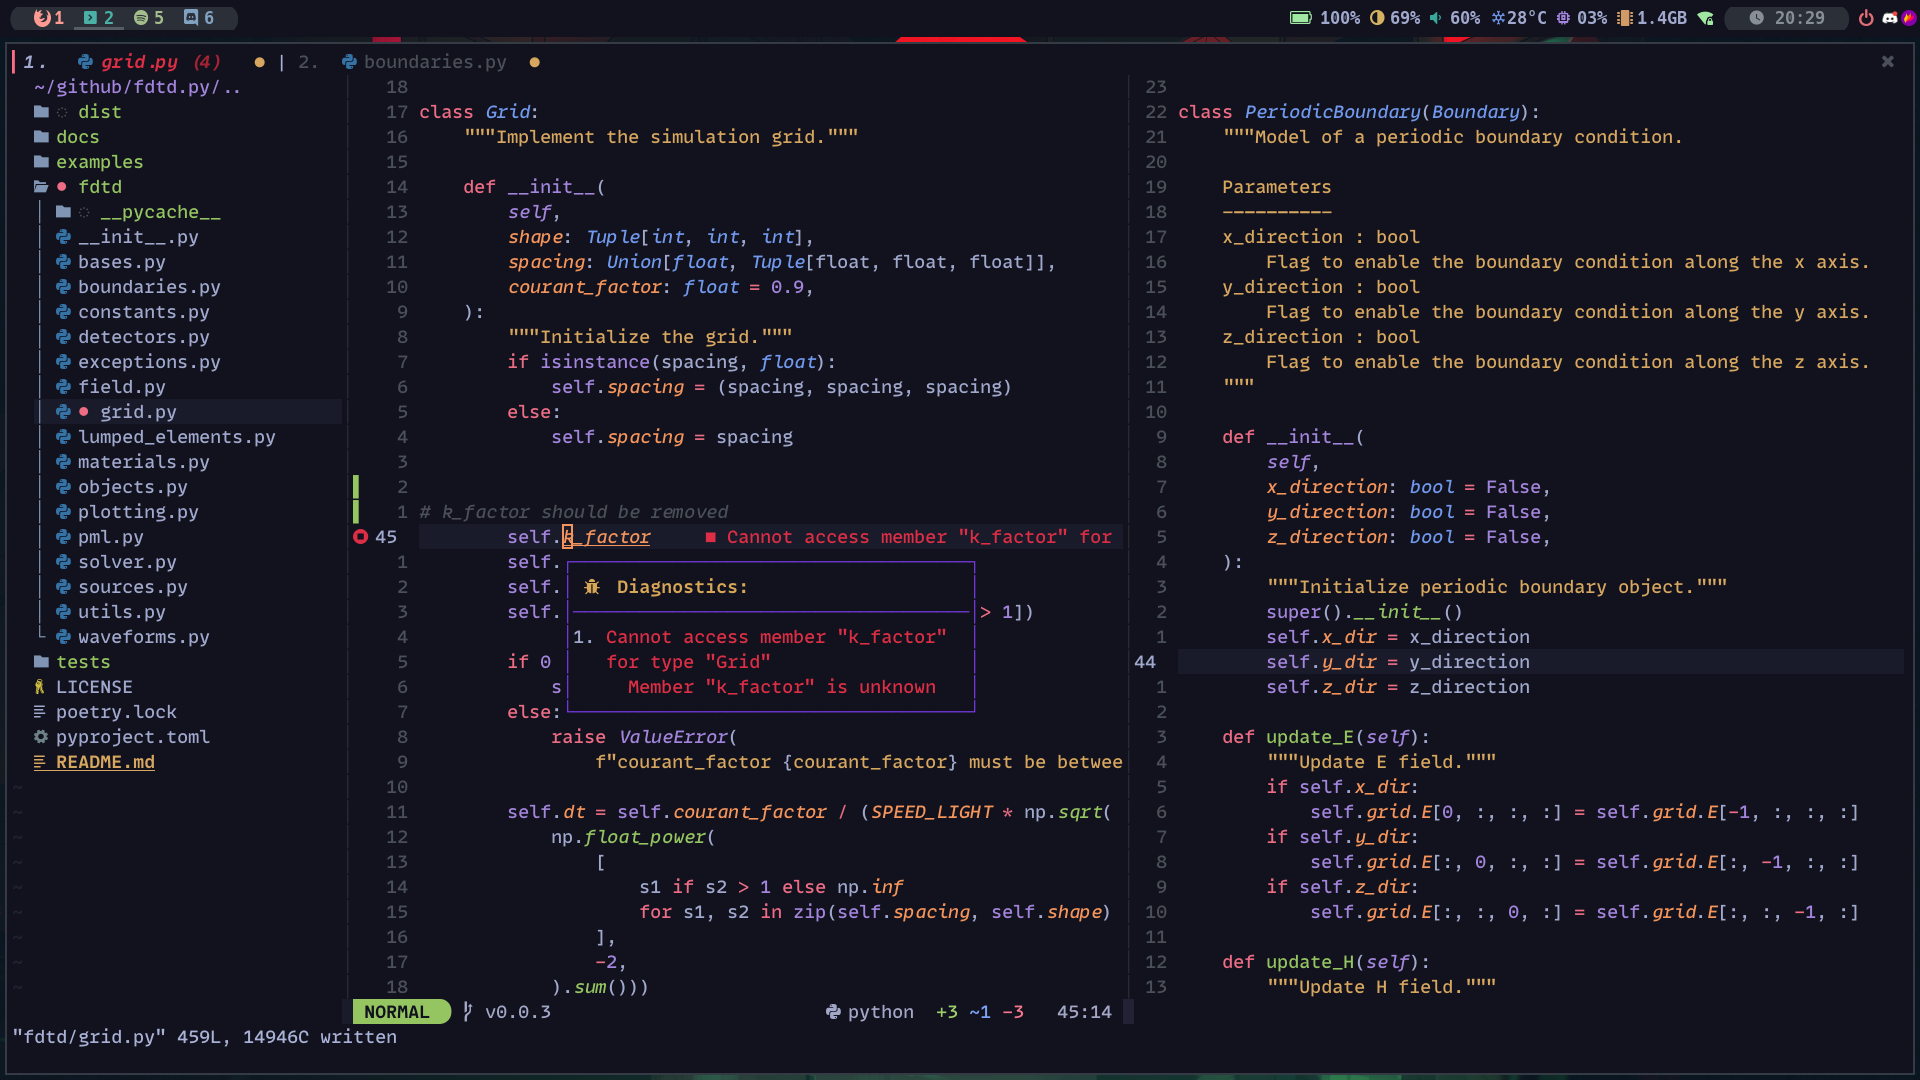 1 2 5 6 100% 69% 60% 28°C 03% 1.4GB 20:29
1. grid.py (4) | 2. boundaries.py
~/github/fdtd.py/..
dist
docs
examples
fdtd
__pycache__
__init__.py
bases.py
boundaries.py
constants.py
detectors.py
exceptions.py
field.py
grid.py
lumped_elements.py
materials.py
objects.py
plotting.py
pml.py
solver.py
sources.py
utils.py
waveforms.py
tests
LICENSE
poetry.lock
pyproject.toml
README.md
~
~
~
~
~
~
~
~
~
18
17 class Grid:
16     """Implement the simulation grid."""
15
14     def __init__(
13         self,
12         shape: Tuple[int, int, int],
11         spacing: Union[float, Tuple[float, float, float]],
10         courant_factor: float = 0.9,
9     ):
8         """Initialize the grid."""
7         if isinstance(spacing, float):
6             self.spacing = (spacing, spacing, spacing)
5         else:
4             self.spacing = spacing
3
2
1 # k_factor should be removed
45         self.k_factor     ■ Cannot access member "k_factor" for
1         self.
2         self. Diagnostics:
3         self. > 1])
4 1. Cannot access member "k_factor"
5         if 0 for type "Grid"
6             s Member "k_factor" is unknown
7         else:
8             raise ValueError(
9                 f"courant_factor {courant_factor} must be betwee
10
11         self.dt = self.courant_factor / (SPEED_LIGHT * np.sqrt(
12             np.float_power(
13                 [
14                     s1 if s2 > 1 else np.inf
15                     for s1, s2 in zip(self.spacing, self.shape)
16                 ],
17                 -2,
18             ).sum()))
23
22 class PeriodicBoundary(Boundary):
21     """Model of a periodic boundary condition.
20
19     Parameters
18     ----------
17     x_direction : bool
16         Flag to enable the boundary condition along the x axis.
15     y_direction : bool
14         Flag to enable the boundary condition along the y axis.
13     z_direction : bool
12         Flag to enable the boundary condition along the z axis.
11     """
10
9     def __init__(
8         self,
7         x_direction: bool = False,
6         y_direction: bool = False,
5         z_direction: bool = False,
4     ):
3         """Initialize periodic boundary object."""
2         super().__init__()
1         self.x_dir = x_direction
44         self.y_dir = y_direction
1         self.z_dir = z_direction
2
3     def update_E(self):
4         """Update E field."""
5         if self.x_dir:
6             self.grid.E[0, :, :, :] = self.grid.E[-1, :, :, :]
7         if self.y_dir:
8             self.grid.E[:, 0, :, :] = self.grid.E[:, -1, :, :]
9         if self.z_dir:
10             self.grid.E[:, :, 0, :] = self.grid.E[:, :, -1, :]
11
12     def update_H(self):
13         """Update H field."""
NORMAL v0.0.3 python +3 ~1 -3 45:14
"fdtd/grid.py" 459L, 14946C written